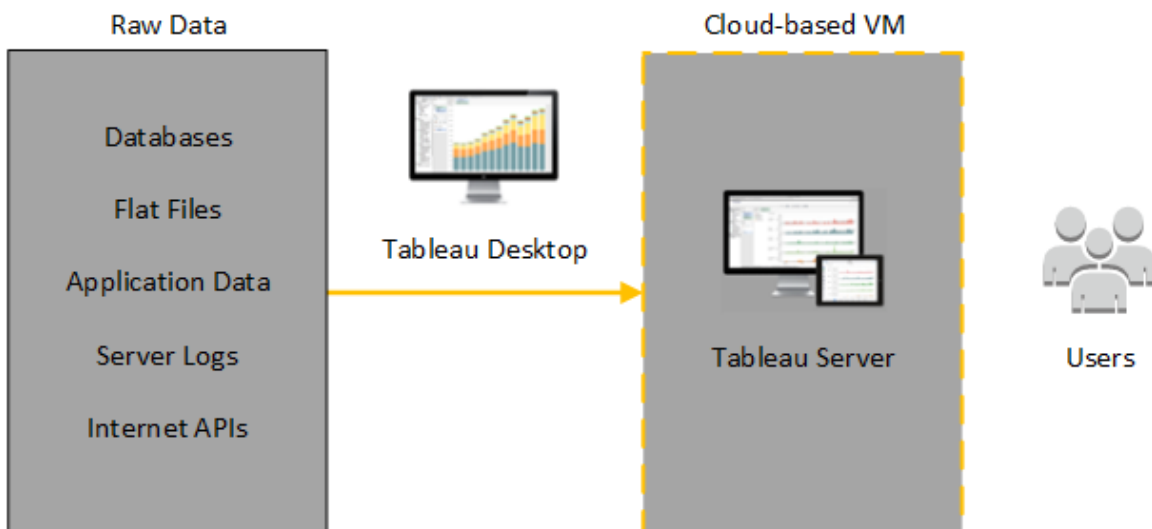 Raw Data
Databases
Flat Files
Application Data
Server Logs
Internet APIs
Tableau Desktop
Cloud-based VM
Tableau Server
Users